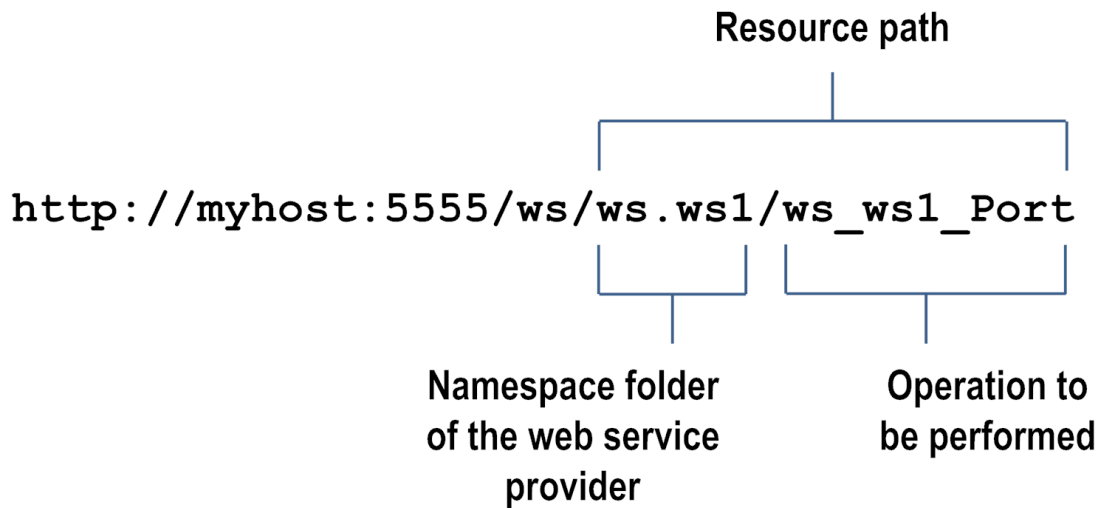 Resource path
http://myhost:5555/ws/ws.ws1/ws_ws1_Port
Namespace folder
of the web service
provider
Operation to
be performed